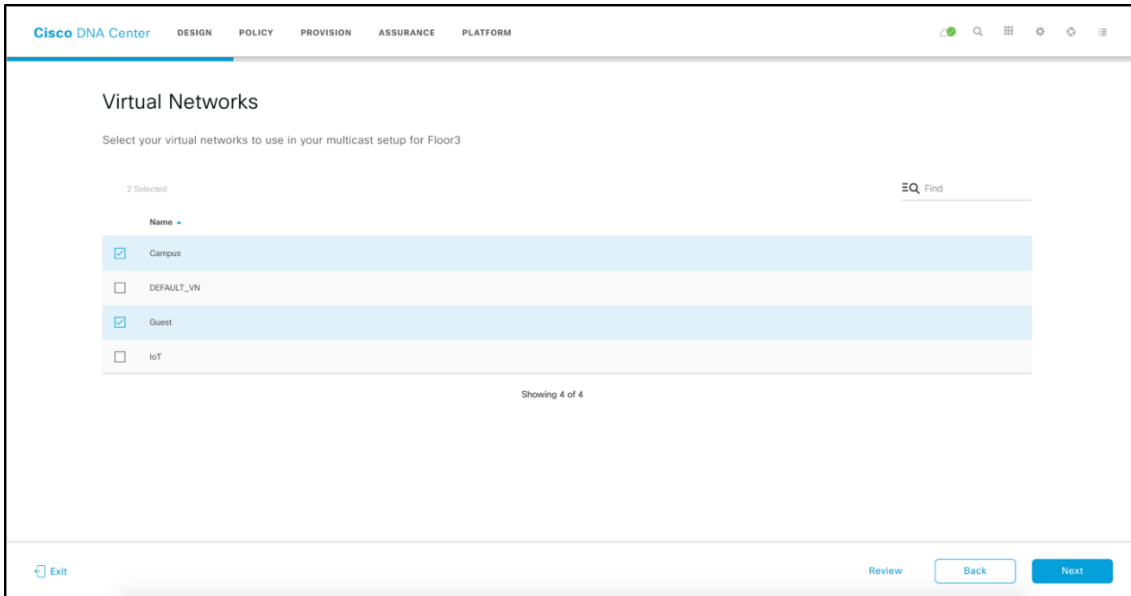 Cisco DNA Center DESIGN POLICY PROVISION ASSURANCE PLATFORM
Virtual Networks
Select your virtual networks to use in your multicast setup for Floor3
2 Selected
Find
Name
Campus
DEFAULT_VN
Guest
IoT
Showing 4 of 4
Exit
Review
Back
Next